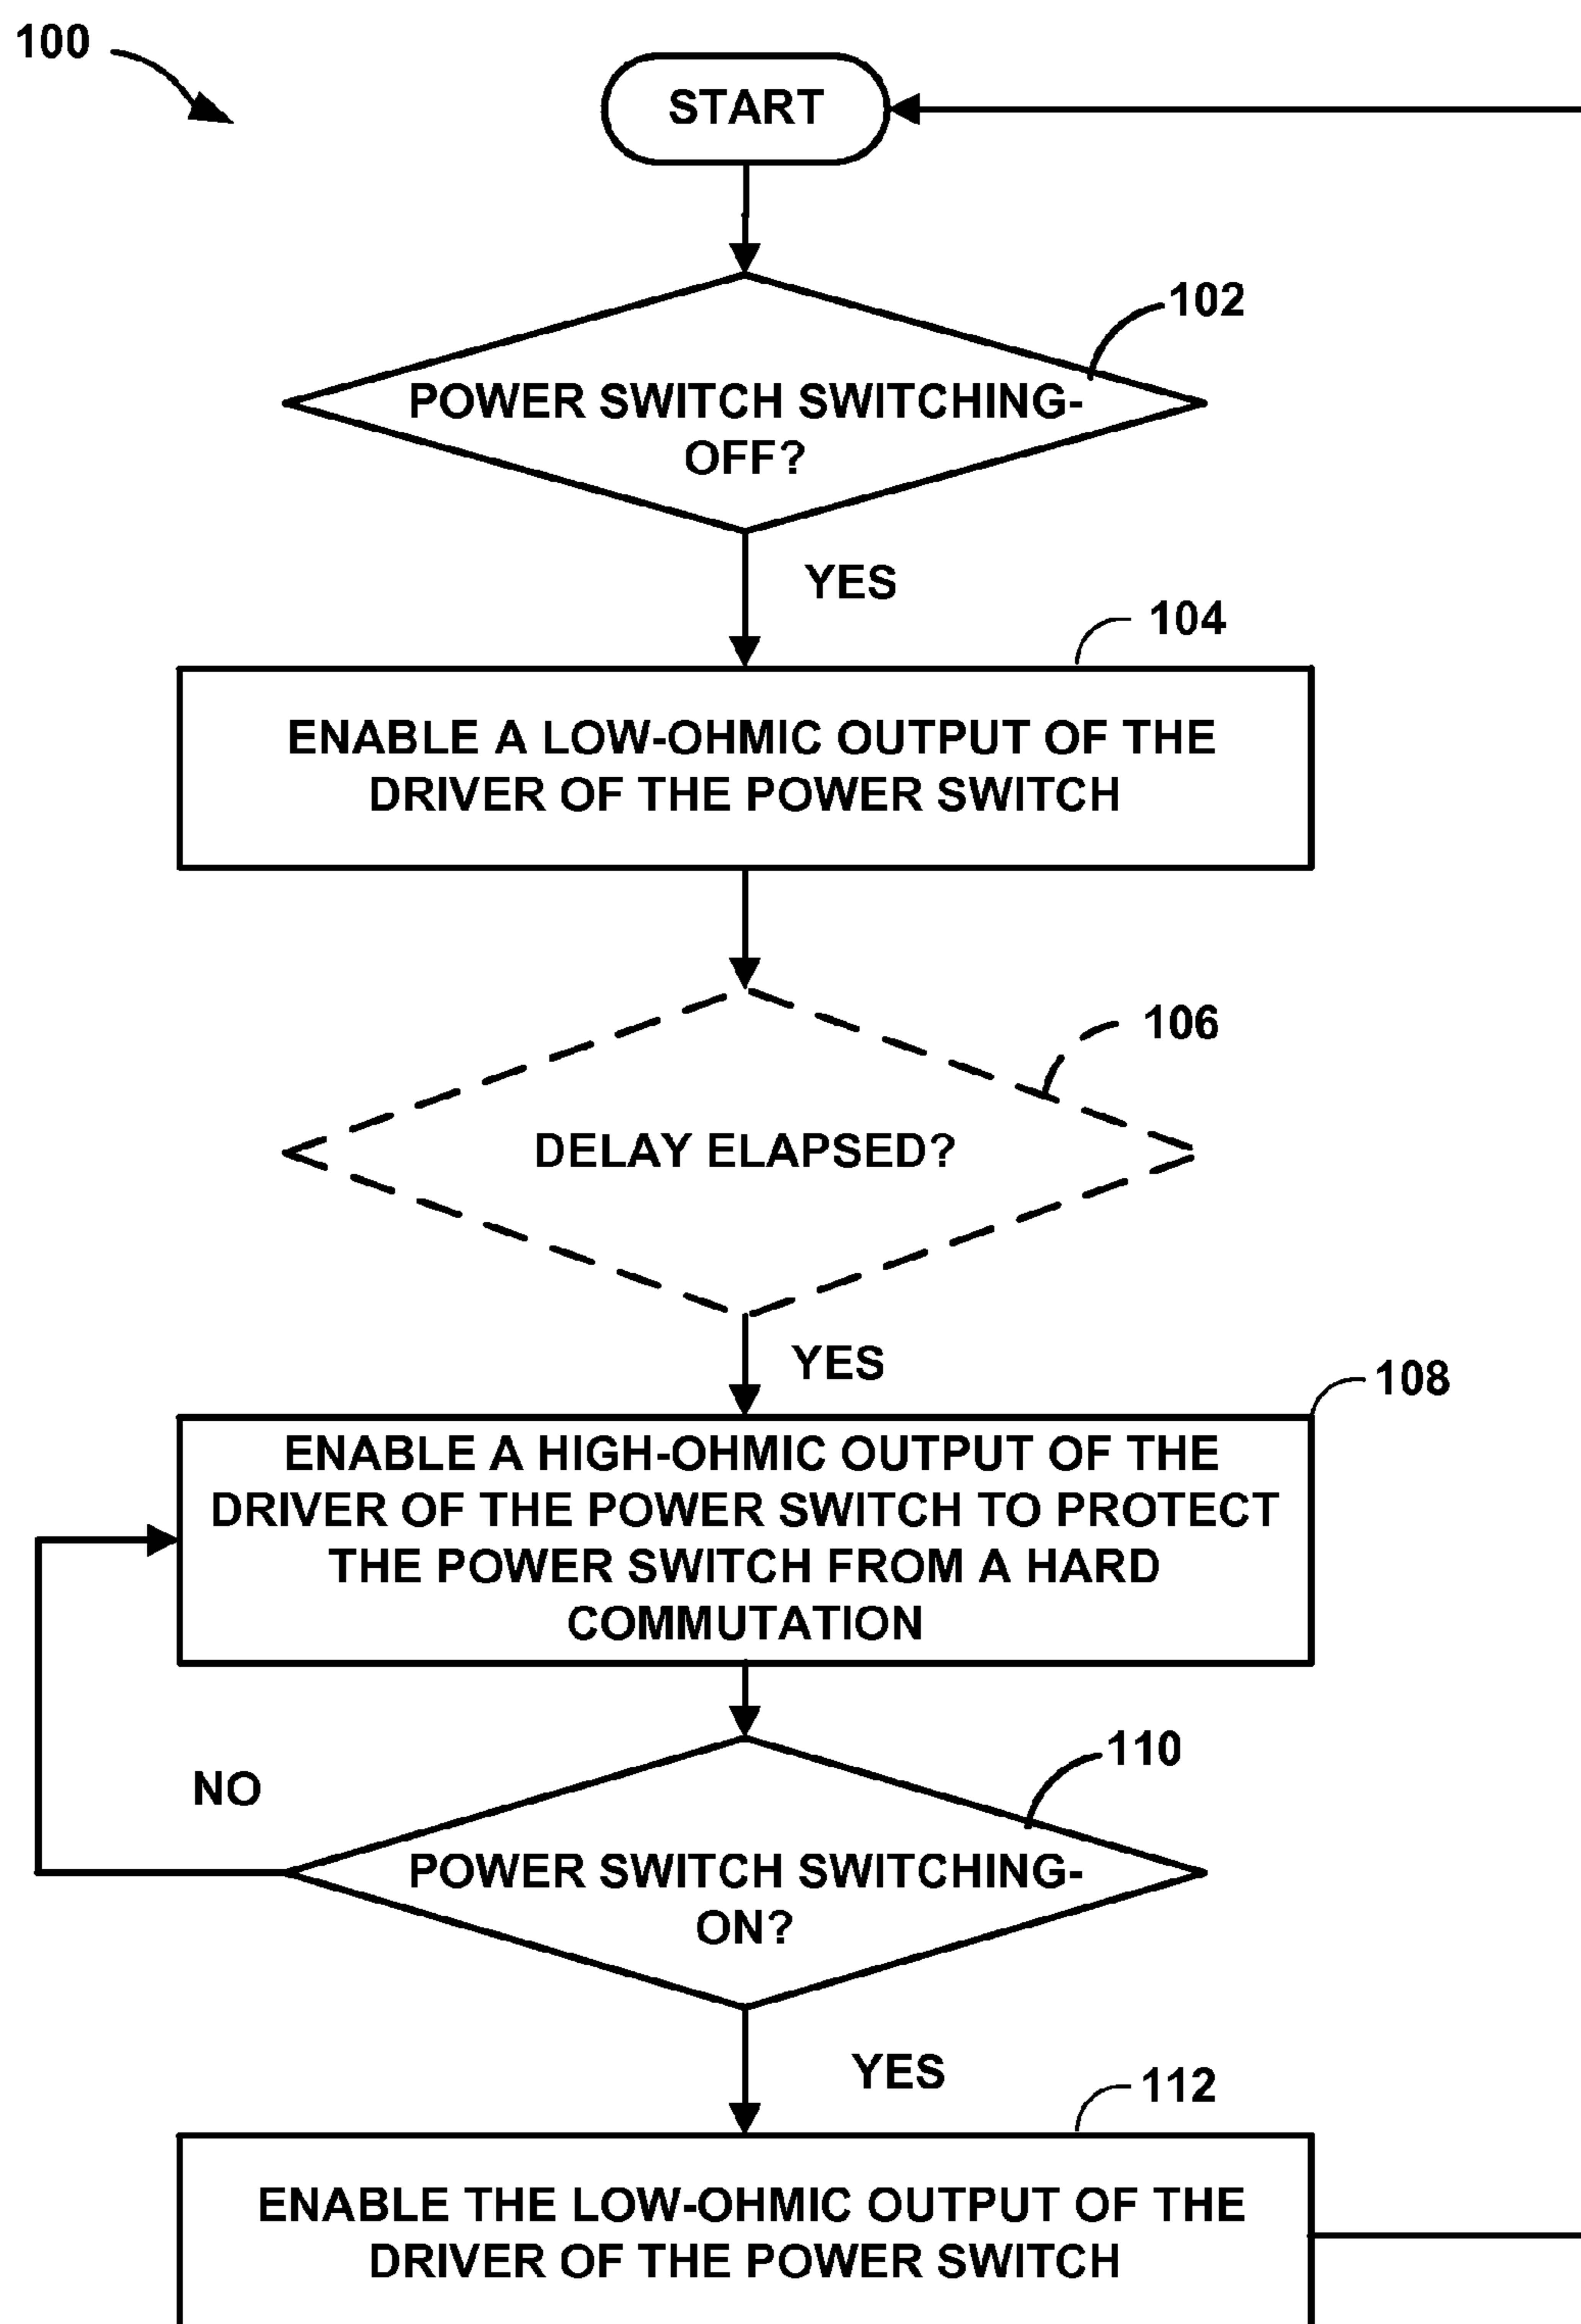 100
START
102
POWER SWITCH SWITCHING-
OFF?
YES
104
ENABLE A LOW-OHMIC OUTPUT OF THE
DRIVER OF THE POWER SWITCH
106
DELAY ELAPSED?
YES
108
ENABLE A HIGH-OHMIC OUTPUT OF THE
DRIVER OF THE POWER SWITCH TO PROTECT
THE POWER SWITCH FROM A HARD
COMMUTATION
110
NO
POWER SWITCH SWITCHING-
ON?
YES
112
ENABLE THE LOW-OHMIC OUTPUT OF THE
DRIVER OF THE POWER SWITCH